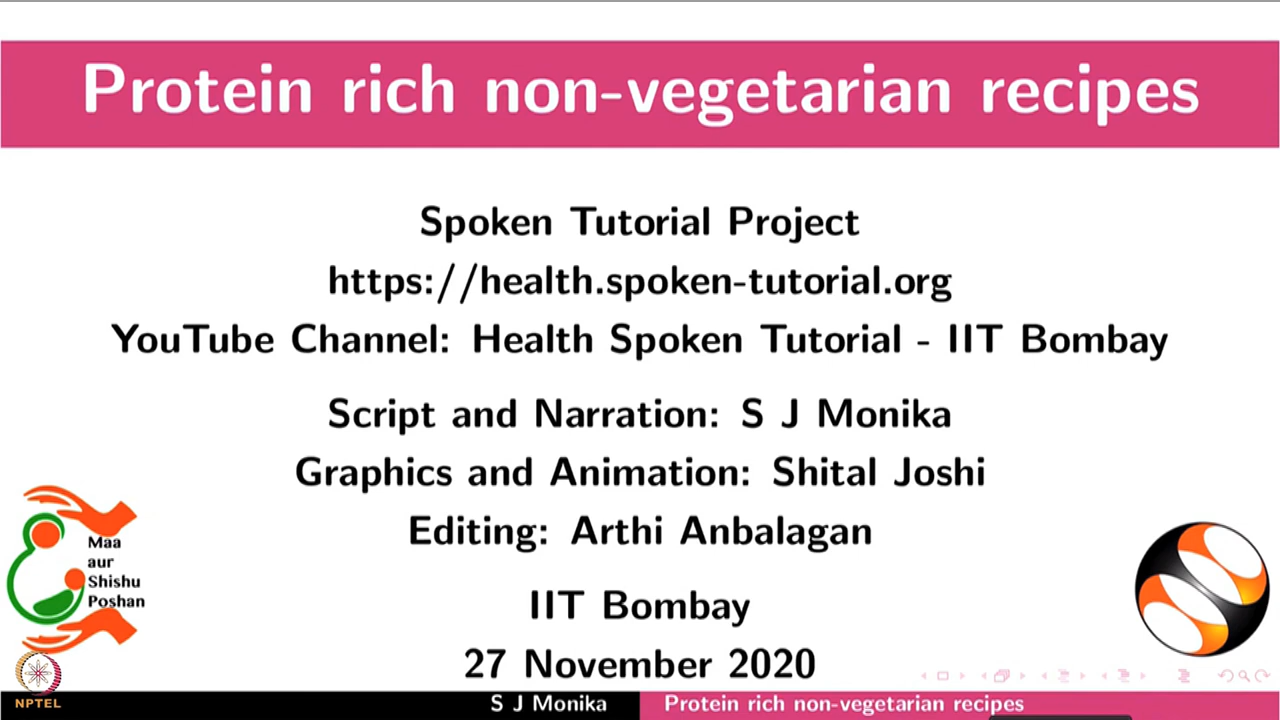 Protein rich non-vegetarian recipes
Spoken Tutorial Project
https://health.spoken-tutorial.org
YouTube Channel: Health Spoken Tutorial - IIT Bombay
Script and Narration: S J Monika
Graphics and Animation: Shital Joshi
Editing: Arthi Anbalagan
IIT Bombay
27 November 2020
Maa
aur
Shishu
Poshan
NPTEL
S J Monika
Protein rich non-vegetarian recipes